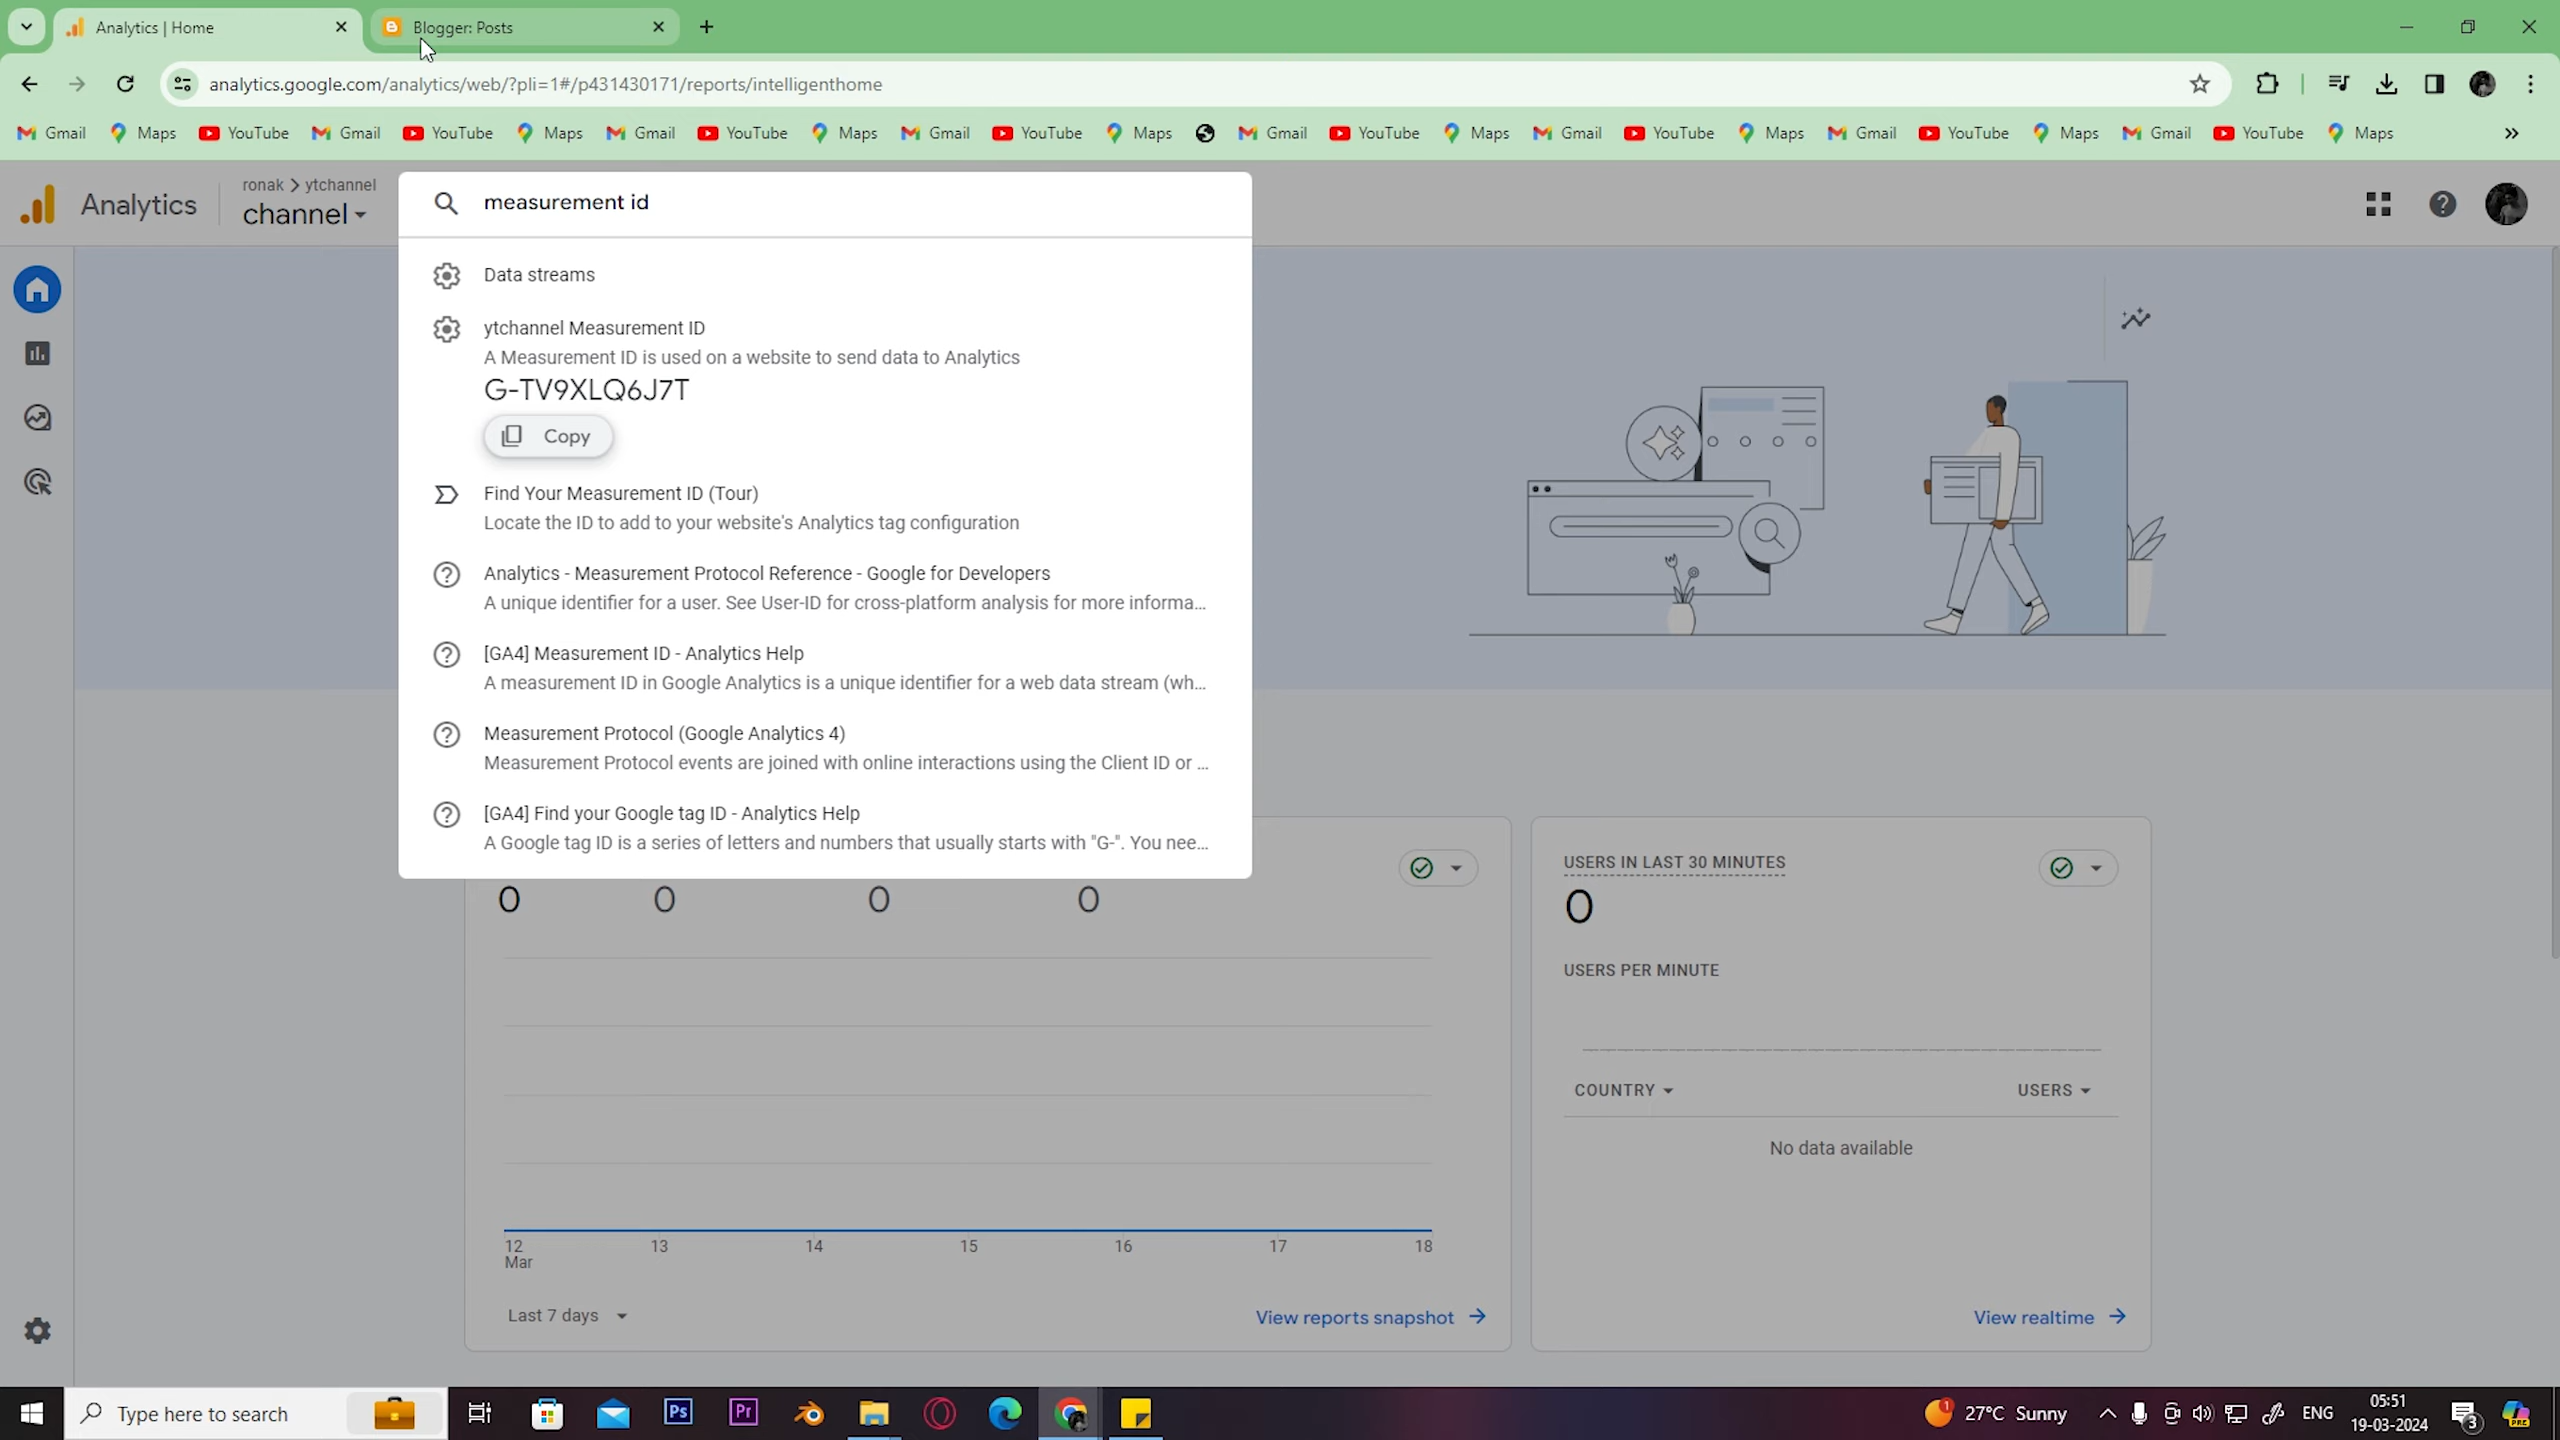 Analytics | Home
Blogger: Posts
analytics.google.com/analytics/web/?pli=1#/p431430171/reports/intelligenthome
Gmail Maps YouTube Gmail YouTube Maps Gmail YouTube Maps Gmail YouTube Maps Gmail YouTube Maps Gmail YouTube Maps Gmail YouTube Maps Gmail YouTube Maps
Analytics
ronak > ytchannel
channel
measurement id
Data streams
ytchannel Measurement ID
A Measurement ID is used on a website to send data to Analytics
G-TV9XLQ6J7T
Copy
Find Your Measurement ID (Tour)
Locate the ID to add to your website's Analytics tag configuration
Analytics - Measurement Protocol Reference - Google for Developers
A unique identifier for a user. See User-ID for cross-platform analysis for more informa...
[GA4] Measurement ID - Analytics Help
A measurement ID in Google Analytics is a unique identifier for a web data stream (wh...
Measurement Protocol (Google Analytics 4)
Measurement Protocol events are joined with online interactions using the Client ID or ...
[GA4] Find your Google tag ID - Analytics Help
A Google tag ID is a series of letters and numbers that usually starts with "G-". You nee...
0 0 0 0
12 13 14 15 16 17 18
Mar
Last 7 days
View reports snapshot
USERS IN LAST 30 MINUTES
0
USERS PER MINUTE
COUNTRY USERS
No data available
View realtime
Type here to search
Ps
Pr
1
27°C Sunny
ENG
05:51
19-03-2024
3
PRE